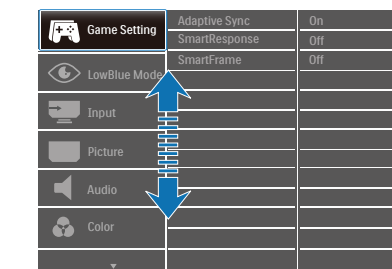 Game Setting
Adaptive Sync On
SmartResponse Off
SmartFrame Off
LowBlue Mode
Input
Picture
Audio
Color